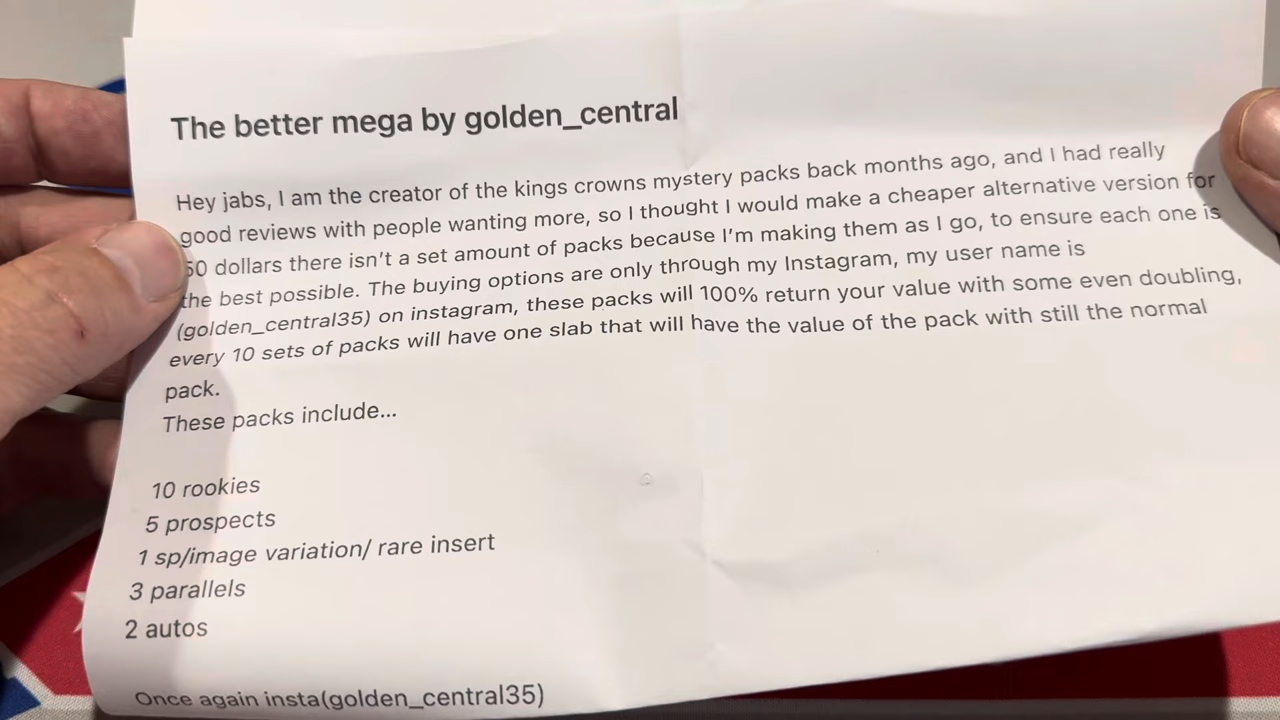 The better mega by golden_central
Hey jabs, I am the creator of the kings crowns mystery packs back months ago, and I had really
good reviews with people wanting more, so I thought I would make a cheaper alternative version for
50 dollars there isn't a set amount of packs because I'm making them as I go, to ensure each one is
the best possible. The buying options are only through my Instagram, my user name is
(golden_central35) on instagram, these packs will 100% return your value with some even doubling,
every 10 sets of packs will have one slab that will have the value of the pack with still the normal
pack.
These packs include...
10 rookies
5 prospects
1 sp/image variation/ rare insert
3 parallels
2 autos
Once again insta(golden_central35)